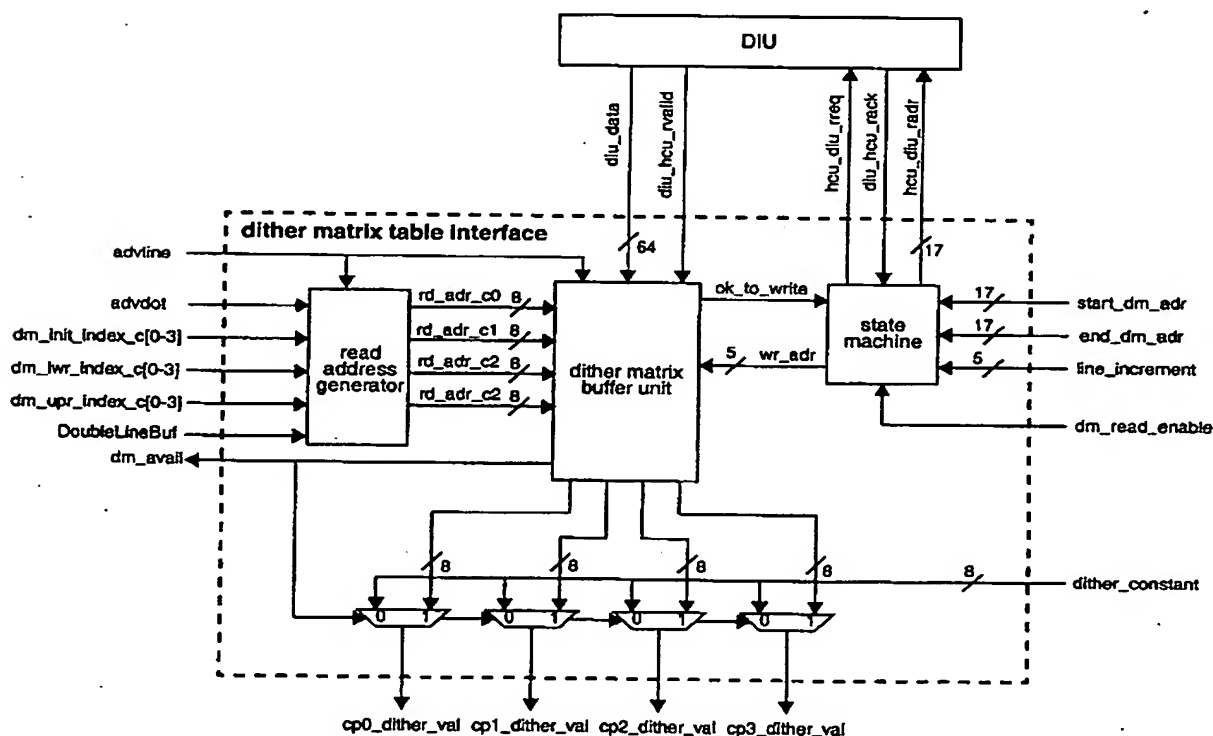 DIU
diu_data
diu_hcu_rvalid
hcu_diu_rreq
diu_hcu_rack
hcu_diu_radr
dither matrix table interface
64
17
advline
advdot
dm_init_index_c[0-3]
dm_lwr_index_c[0-3]
dm_upr_index_c[0-3]
DoubleLineBuf
dm_avail
read
address
generator
rd_adr_c0 8
rd_adr_c1 8
rd_adr_c2 8
rd_adr_c2 8
dither matrix
buffer unit
ok_to_write
5 wr_adr
state
machine
17 start_dm_adr
17 end_dm_adr
5 line_increment
dm_read_enable
8 8 8 8
8 dither_constant
0 1 0 1 0 1 0 1
cp0_dither_val cp1_dither_val cp2_dither_val cp3_dither_val